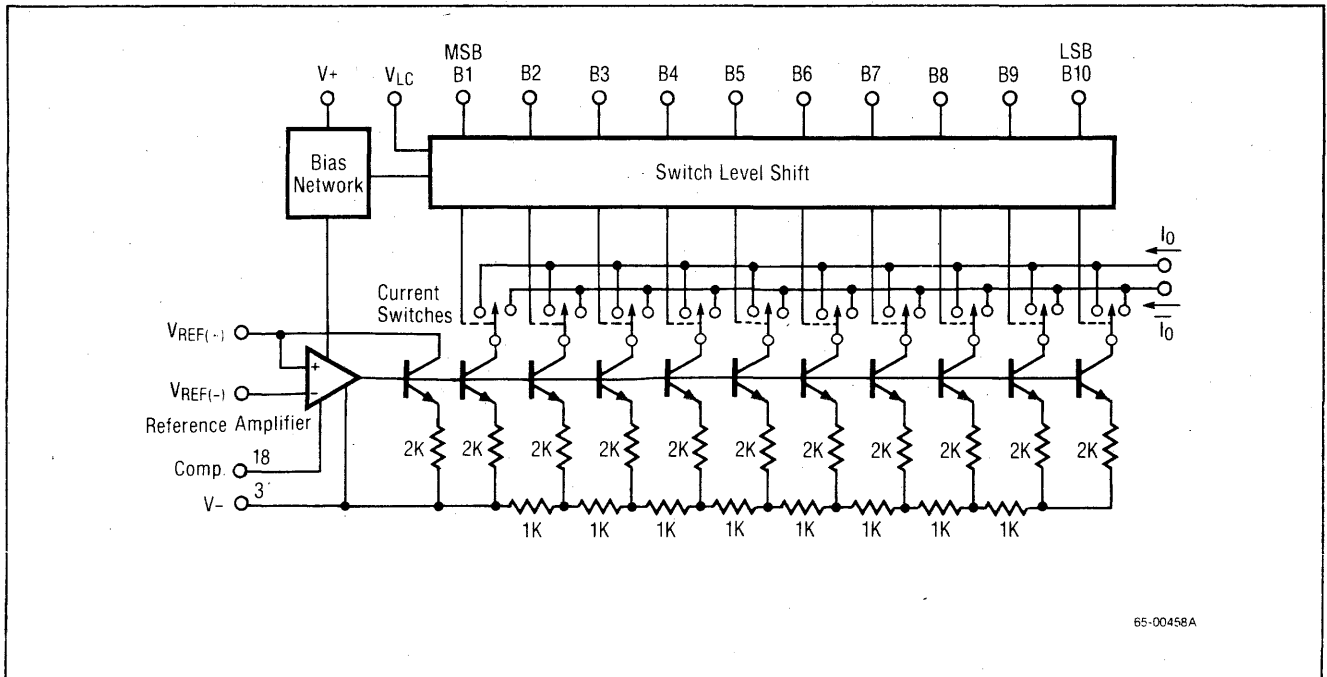 MSB LSB
V+ VLC B1 B2 B3 B4 B5 B6 B7 B8 B9 B10
Bias
Network
Switch Level Shift
IO
Current
Switches
IO
VREF(-)
+
VREF(-)
-
Reference Amplifier
Comp. 18
V- 3
2K 2K 2K 2K 2K 2K 2K 2K 2K 2K 2K
1K 1K 1K 1K 1K 1K 1K 1K
65-00458A